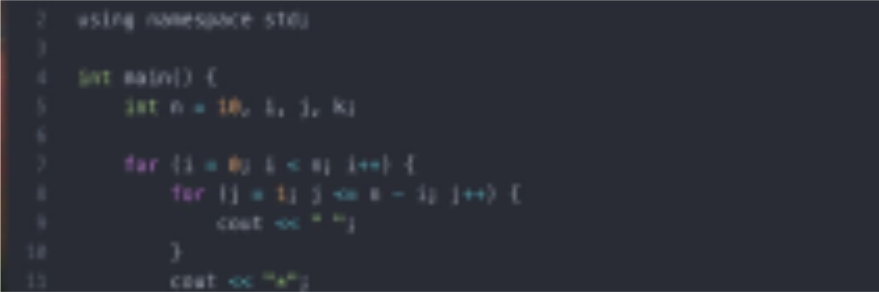 2 using namespace std;
3
4 int main() {
5 int n = 10, i, j, k;
6
7 for (i = 0; i < n; i++) {
8 for (j = 1; j <= n - i; j++) {
9 cout << " ";
10 }
11 cout << "*";